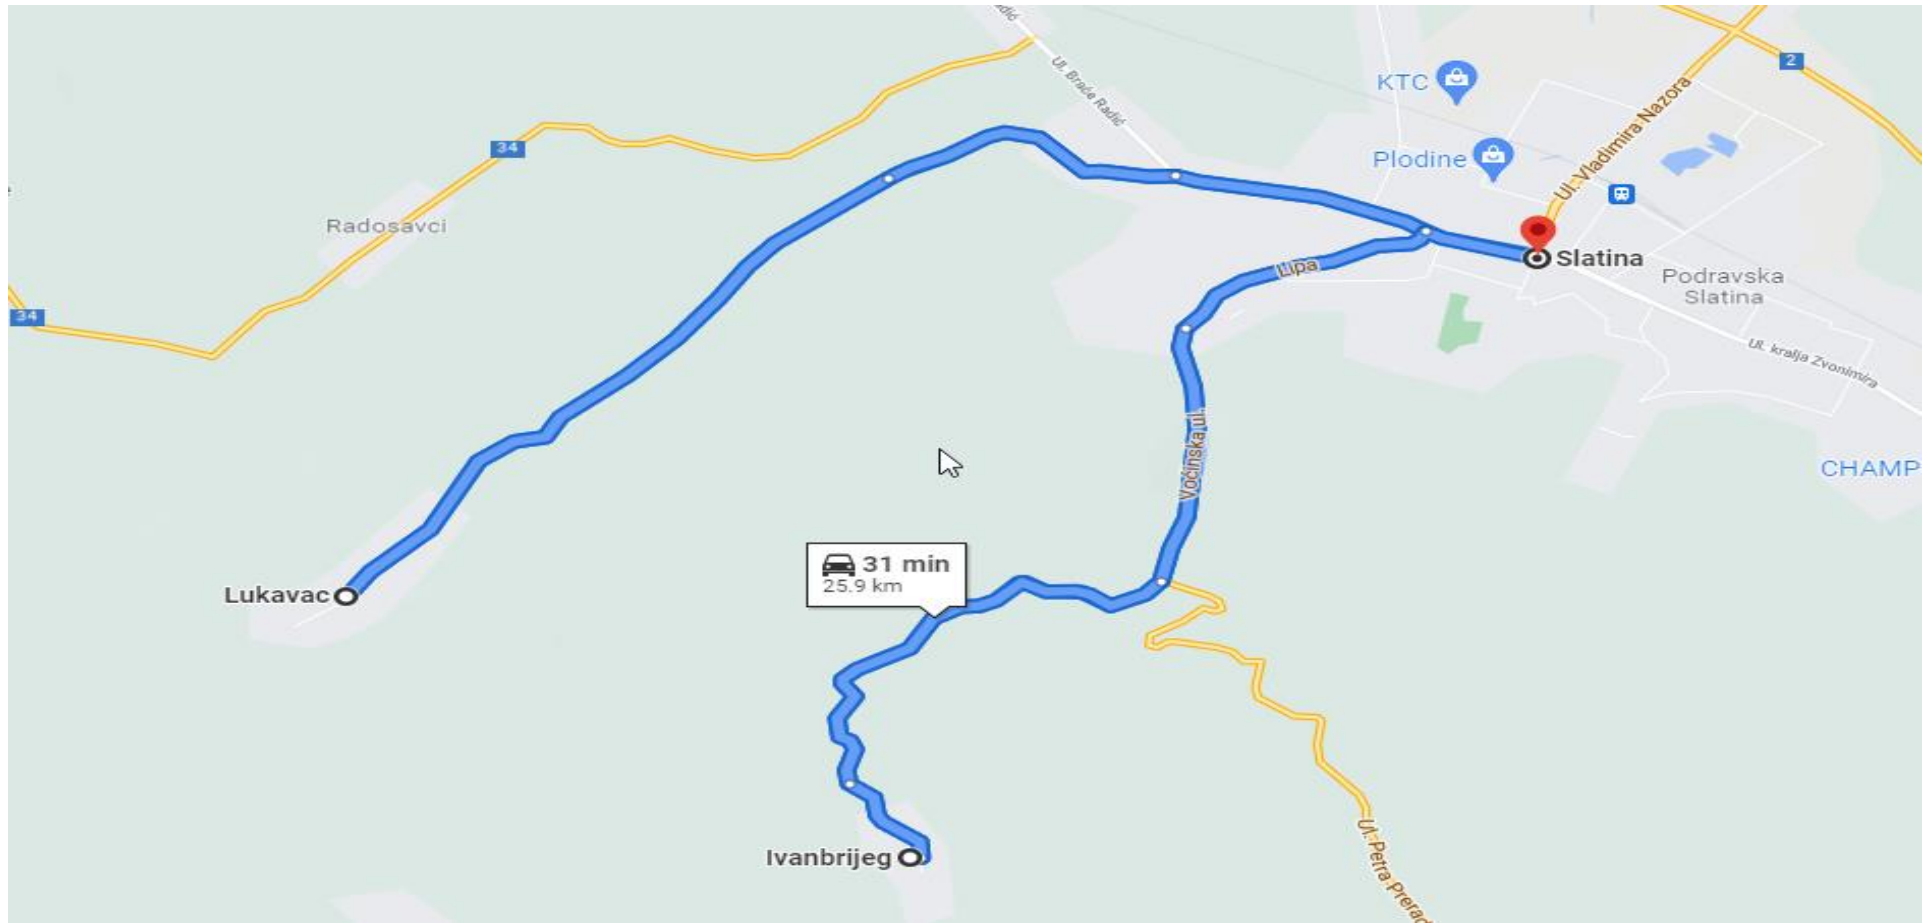 Ul. Braće Radić
KTC
2
34
Plodine
Ul. Vladimira Nazora
Radosavci
Slatina
Lipa
Podravska
Slatina
34
Ul. kralja Zvonimira
Voćinska ul.
CHAMP
31 min
25.9 km
Lukavac
Ivanbrijeg
Ul. Petra Prerad